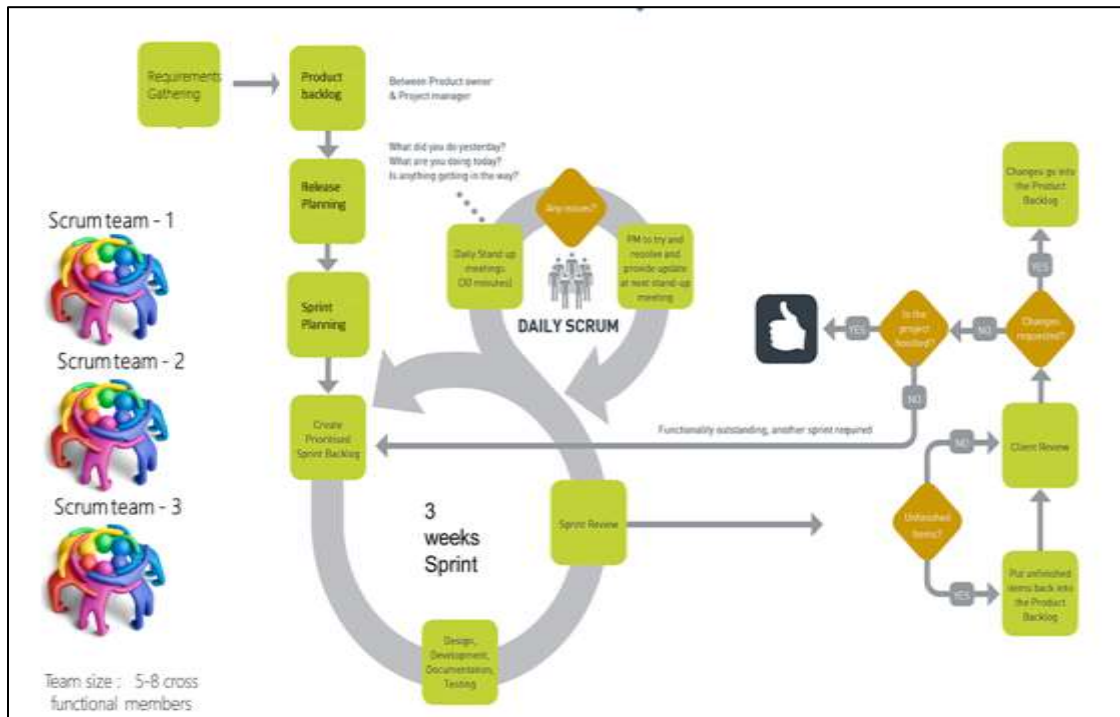 Requirements
Gathering
Product
backlog
Between Product owner
& Project manager
What did you do yesterday?
What are you doing today?
Is anything getting in the way?
Release
Planning
Any issues?
Changes go into
the Product
Backlog
Scrum team - 1
Daily Stand up
meetings
(30 minutes)
PM to try and
resolve and
provide update
at next stand-up
meeting
YES
Sprint
Planning
DAILY SCRUM
YES
Is
the project
finished?
NO
Changes
requested?
Scrum team - 2
NO
Create
Prioritised
Sprint Backlog
Functionality outstanding, another sprint required
NO
Client Review
Scrum team - 3
3
weeks
Sprint
Sprint Review
Unfinished
Items?
YES
Put unfinished
items back into
the Product
Backlog
Design,
Development,
Documentation,
Testing
Team size : 5-8 cross
functional members